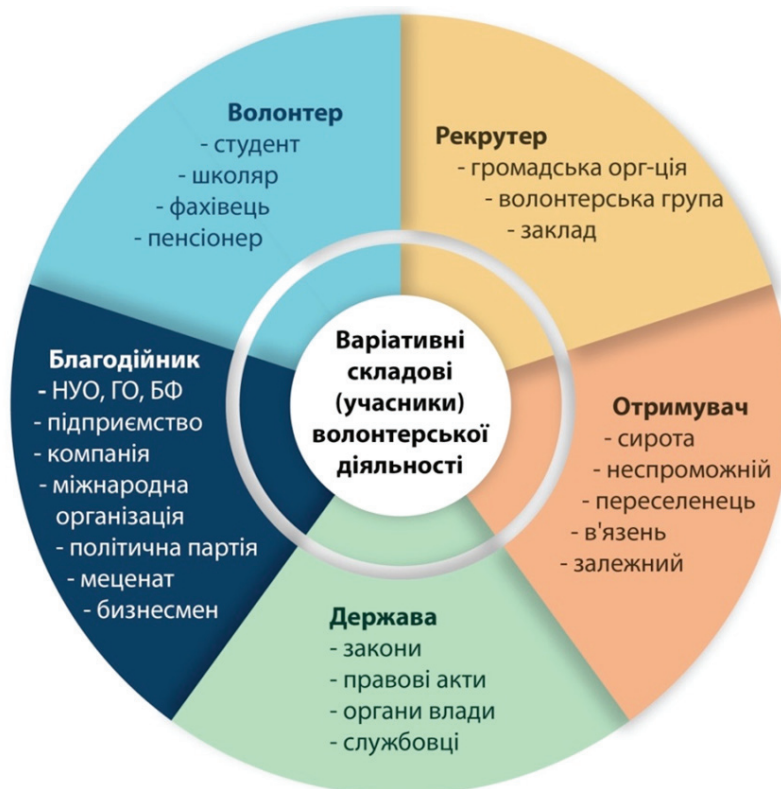 Волонтер
- студент
- школяр
- фахівець
- пенсіонер
Рекрутер
- громадська орг-ція
- волонтерська група
- заклад
Варіативні
складові
(учасники)
волонтерської
діяльності
Благодійник
- НУО, ГО, БФ
- підприємство
- компанія
- міжнародна
організація
- політична партія
- меценат
- бизнесмен
Отримувач
- сирота
- неспроможній
- переселенець
- в'язень
- залежний
Держава
- закони
- правові акти
- органи влади
- службовці